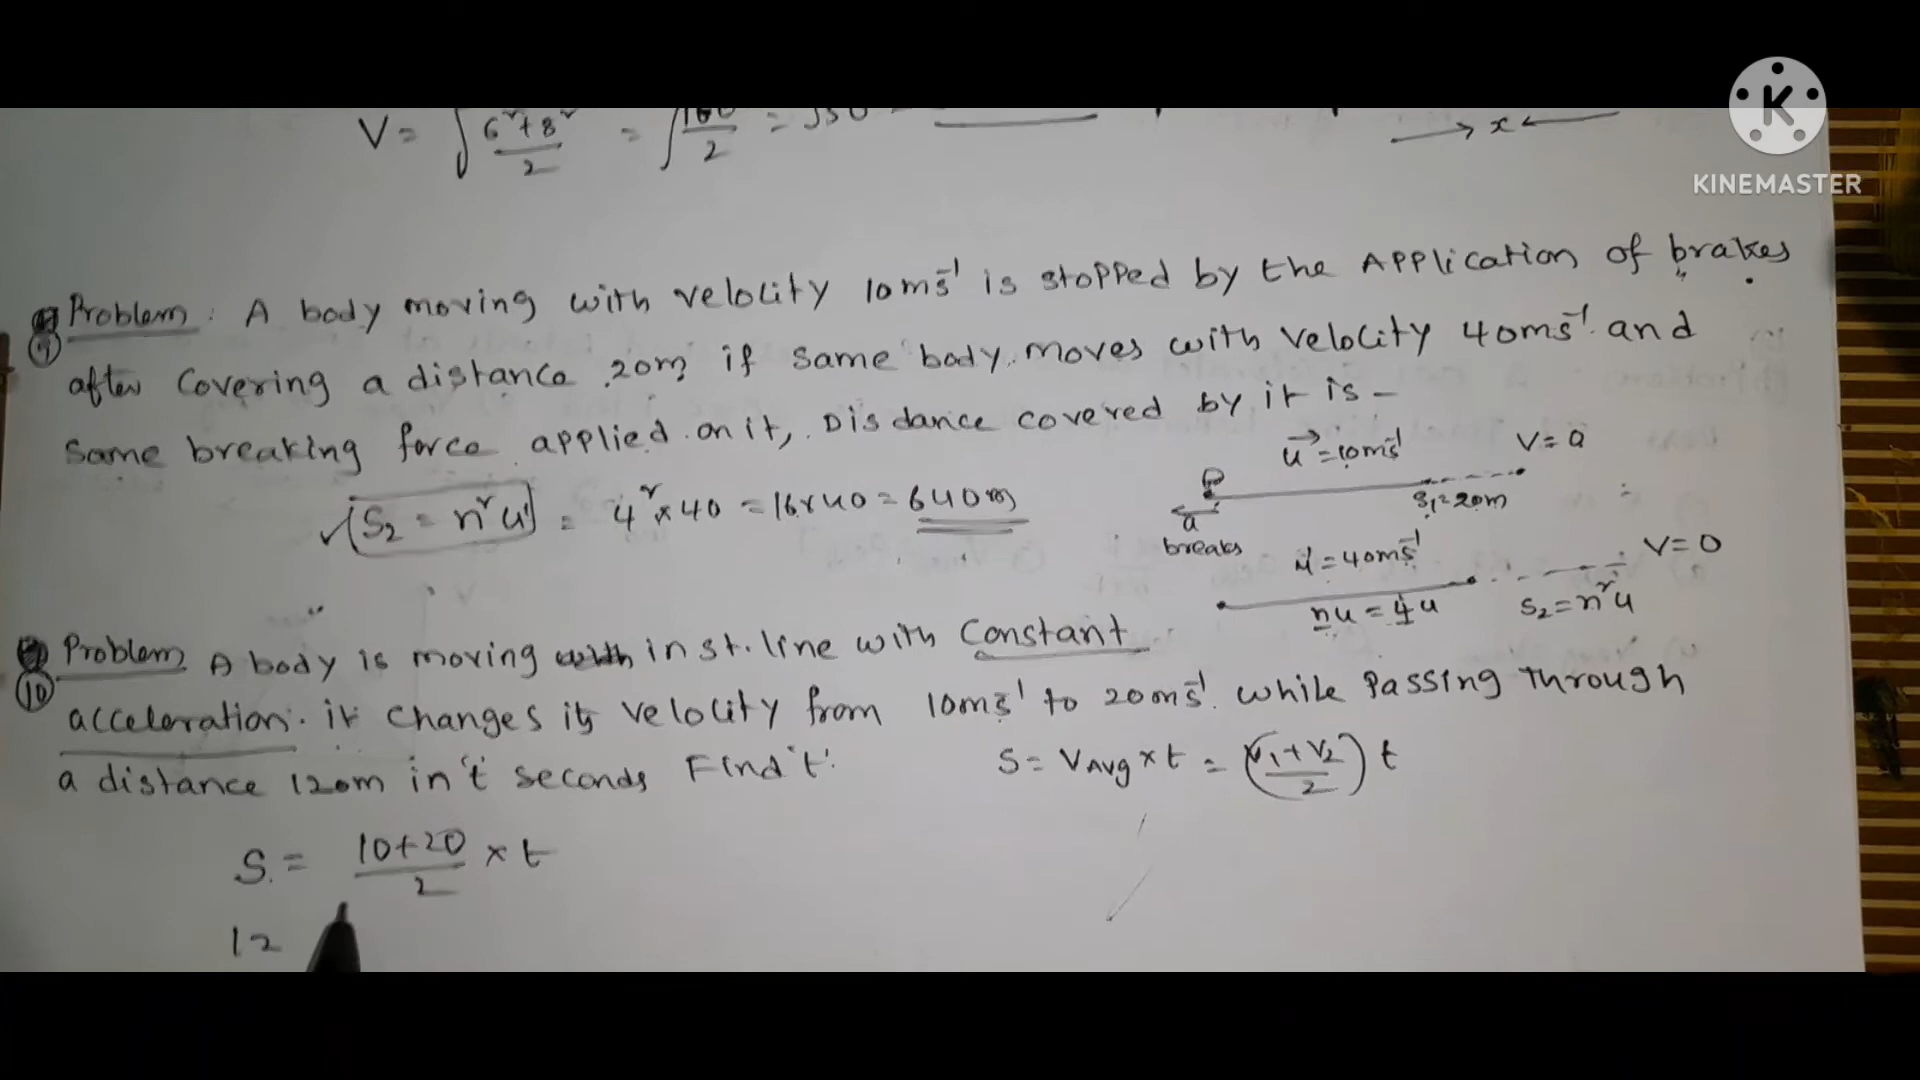 KINEMASTER
V = √6²+8²/2 = √100/2 = √50
→ x ←
Problem: A body moving with velocity 10ms⁻¹ is stopped by the Application of brakes
9
after Covering a distance 20m if same body moves with velocity 40ms⁻¹ and
Same breaking force applied on it, Disdance covered by it is -
u = 10ms⁻¹ V = 0
P S₁ = 20m
a
breaks
S₂ = n²u = 4² × 40 = 16 × 40 = 640m
u = 40ms⁻¹ V = 0
nu = 4u S₂ = n²u
Problem A body is moving in st. line with Constant
10
acceleration. it changes its velocity from 10ms⁻¹ to 20ms⁻¹ while Passing through
a distance 120m in 't' seconds Find 't'.
S = VAvg × t = (V₁+V₂/2) t
S = 10+20/2 × t
12